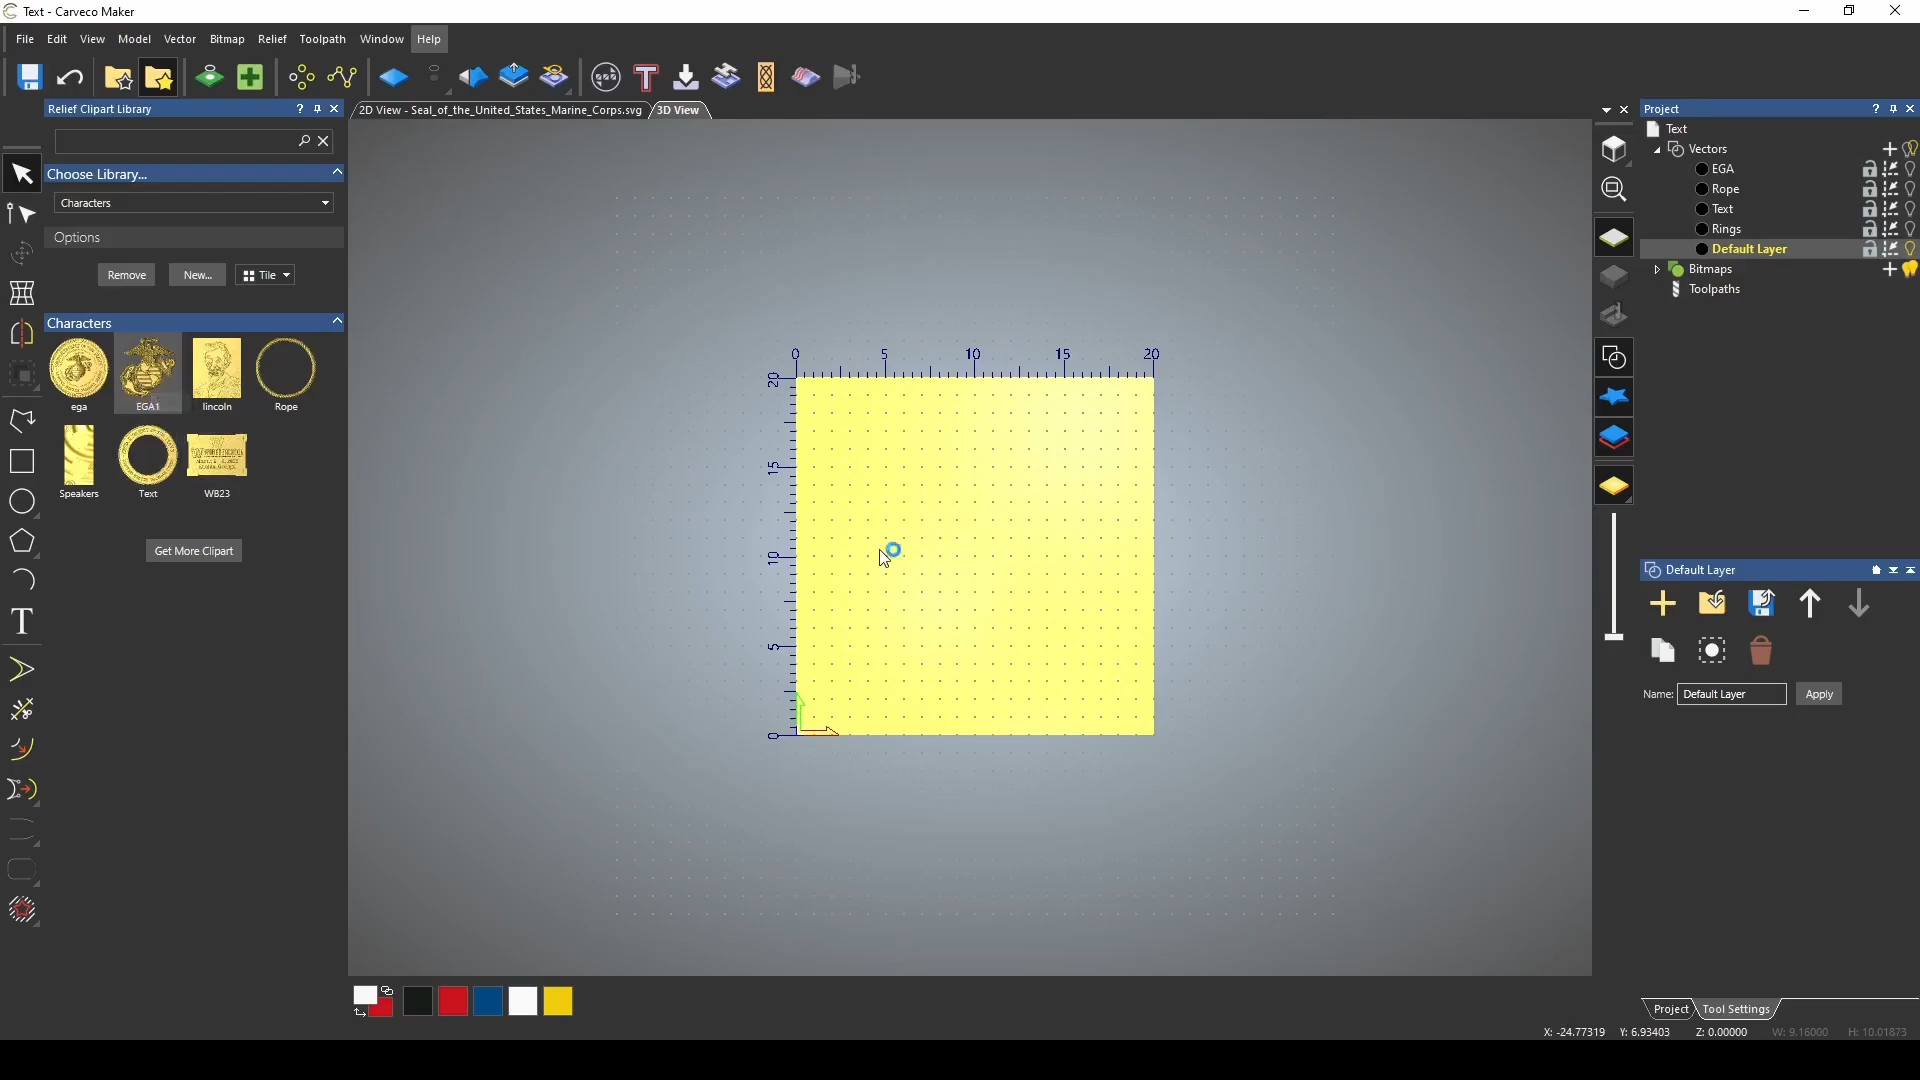 Text - Carveco Maker
File Edit View Model Vector Bitmap Relief Toolpath Window Help
Relief Clipart Library ?
2D View - Seal_of_the_United_States_Marine_Corps.svg 3D View
Project ?
Choose Library...
Characters
Options
Remove New... Tile
Characters
ega EGA1 lincoln Rope
Speakers Text WB23
Get More Clipart
T
0 5 10 15 20
20
15
10
5
0
Text
Vectors
EGA
Rope
Text
Rings
Default Layer
Bitmaps
Toolpaths
Default Layer
Name: Default Layer Apply
Project Tool Settings
X: -24.77319 Y: 6.93403 Z: 0.00000 W: 9.16000 H: 10.01873